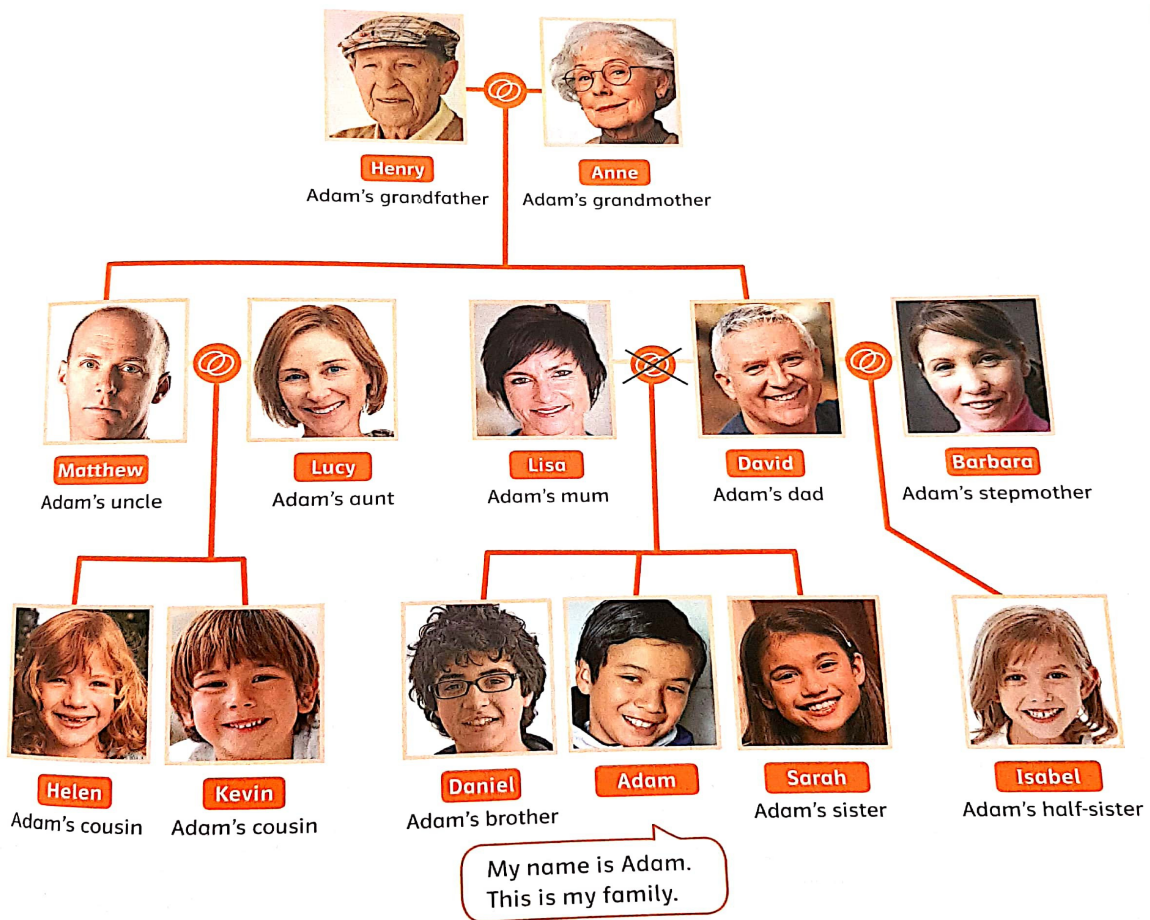 Henry
Adam's grandfather
Anne
Adam's grandmother
Matthew
Adam's uncle
Lucy
Adam's aunt
Lisa
Adam's mum
David
Adam's dad
Barbara
Adam's stepmother
Helen
Adam's cousin
Kevin
Adam's cousin
Daniel
Adam's brother
Adam
Sarah
Adam's sister
Isabel
Adam's half-sister
My name is Adam.
This is my family.